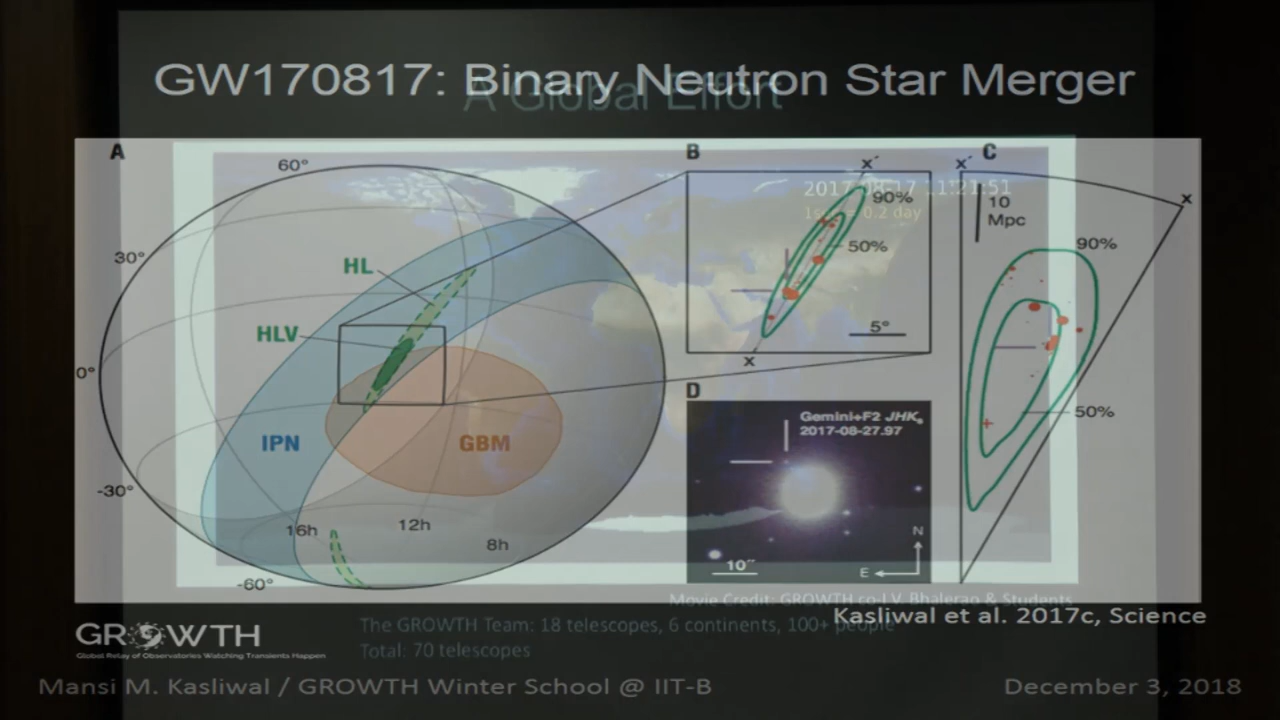 GW170817: Binary Neutron Star Merger
A Global Effort
A
60°
30°
0°
-30°
-60°
HL
HLV
IPN
GBM
16h
12h
8h
B
x´
90%
50%
5°
x
2017-08-17 11:21:51
0.2 day
x´
C
x
10
Mpc
90%
50%
D
Gemini+F2 JHKs
2017-08-27.97
N
E
10"
Movie Credit: GROWTH co-I V. Bhalerao & Students
Kasliwal et al. 2017c, Science
GROWTH
Global Relay of Observatories Watching Transients Happen
The GROWTH Team: 18 telescopes, 6 continents, 100+ people
Total: 70 telescopes
Mansi M. Kasliwal / GROWTH Winter School @ IIT-B
December 3, 2018